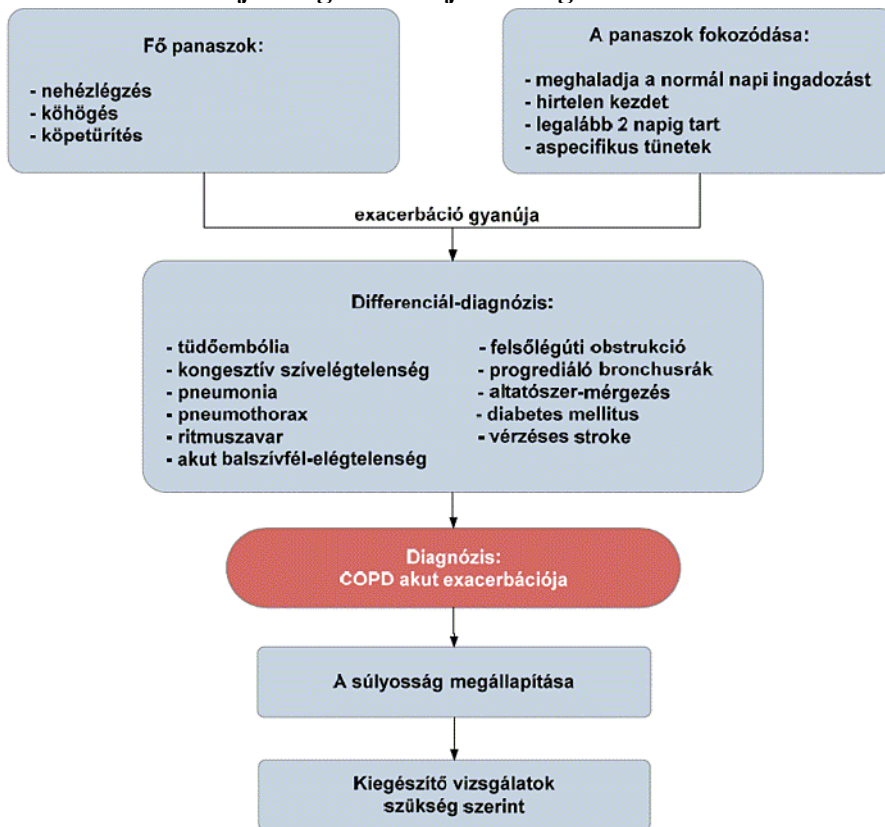 Fő panaszok:
- nehézlégzés
- köhögés
- köpetürítés
A panaszok fokozódása:
- meghaladja a normál napi ingadozást
- hirtelen kezdet
- legalább 2 napig tart
- aspecifikus tünetek
exacerbáció gyanúja
Differenciál-diagnózis:
- tüdőembólia
- kongesztív szívelégtelenség
- pneumonia
- pneumothorax
- ritmuszavar
- akut balszívfél-elégtelenség
- felsőlégúti obstrukció
- progrediáló bronchusrák
- altatószer-mérgezés
- diabetes mellitus
- vérzéses stroke
Diagnózis:
COPD akut exacerbációja
A súlyosság megállapítása
Kiegészítő vizsgálatok
szükség szerint